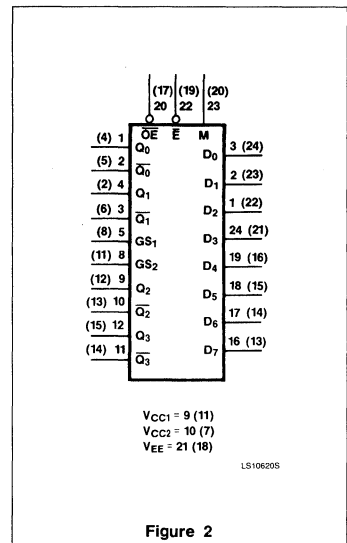 (17) (19) (20)
20 22 23
OE E M
(4) 1 Q0 D0 3 (24)
(5) 2 Q0 D1 2 (23)
(2) 4 Q1 D2 1 (22)
(6) 3 Q1 D3 24 (21)
(8) 5 GS1 D4 19 (16)
(11) 8 GS2 D5 18 (15)
(12) 9 Q2 D6 17 (14)
(13) 10 Q2 D7 16 (13)
(15) 12 Q3
(14) 11 Q3
VCC1 = 9 (11)
VCC2 = 10 (7)
VEE = 21 (18)
LS10620S
Figure 2